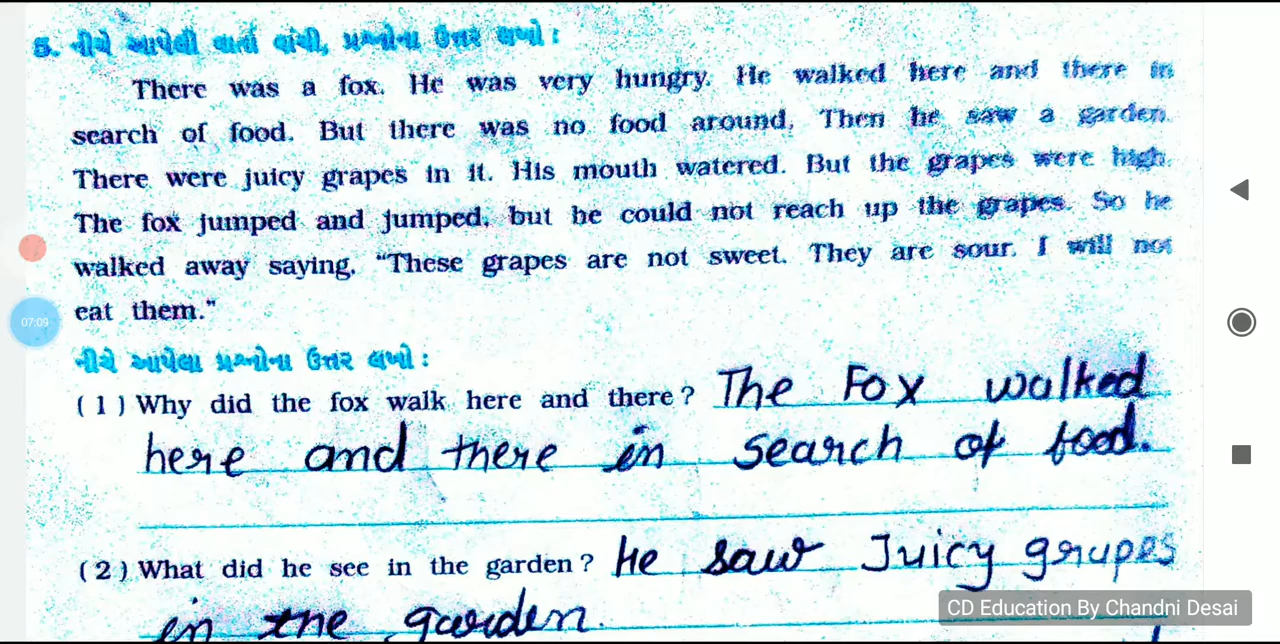 5. નીચે આપેલી વાર્તા વાંચી, પ્રશ્નોના ઉત્તર લખો :
There was a fox. He was very hungry. He walked here and there in
search of food. But there was no food around. Then he saw a garden.
There were juicy grapes in it. His mouth watered. But the grapes were high.
The fox jumped and jumped, but he could not reach up the grapes. So he
walked away saying, “These grapes are not sweet. They are sour. I will not
eat them.”
07:09
નીચે આપેલા પ્રશ્નોના ઉત્તર લખો :
( 1 ) Why did the fox walk here and there ? The Fox walked
here and there in search of food.
( 2 ) What did he see in the garden ? He saw Juicy grapes
in the garden.
CD Education By Chandni Desai